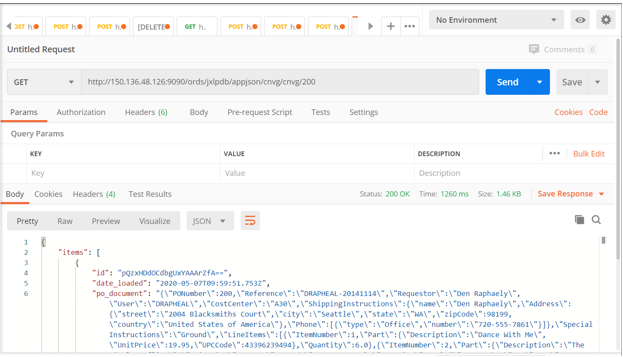 OST h.
POST h.
POST h.
[DELETE
GET h..
POST h.
POST h.
POST h.
No Environment
Untitled Request
Comments 0
GET
http://150.136.48.126:9090/ords/jxlpdb/appjson/cnvg/cnvg/200
Send
Save
Params
Authorization
Headers (6)
Body
Pre-request Script
Tests
Settings
Cookies Code
Query Params
KEY VALUE DESCRIPTION ••• Bulk Edit
Key Value Description
Body Cookies Headers (4) Test Results Status: 200 OK Time: 1260 ms Size: 1.46 KB Save Response
Pretty Raw Preview Visualize JSON
1 {
2 "items": [
3 {
4 "id": "pQzxHDdOCdbgUxYAAArZfA==",
5 "date_loaded": "2020-05-07T09:59:51.753Z",
6 "po_document": "{\"PONumber\":200,\"Reference\":\"DRAPHEAL-20141114\",\"Requestor\":\"Den Raphaely\",
\"User\":\"DRAPHEAL\",\"CostCenter\":\"A30\",\"ShippingInstructions\":{\"name\":\"Den Raphaely\",\"Address\":
{\"street\":\"2004 Blacksmiths Court\",\"city\":\"Seattle\",\"state\":\"WA\",\"zipCode\":98199,
\"country\":\"United States of America\"},\"Phone\":[{\"type\":\"Office\",\"number\":\"720-555-7861\"}]},\"Special
Instructions\":\"Ground\",\"LineItems\":[{\"ItemNumber\":1,\"Part\":{\"Description\":\"Dance With Me\",
\"UnitPrice\":19.95,\"UPCCode\":43396239494},\"Quantity\":6.0},{\"ItemNumber\":2,\"Part\":{\"Description\":\"The